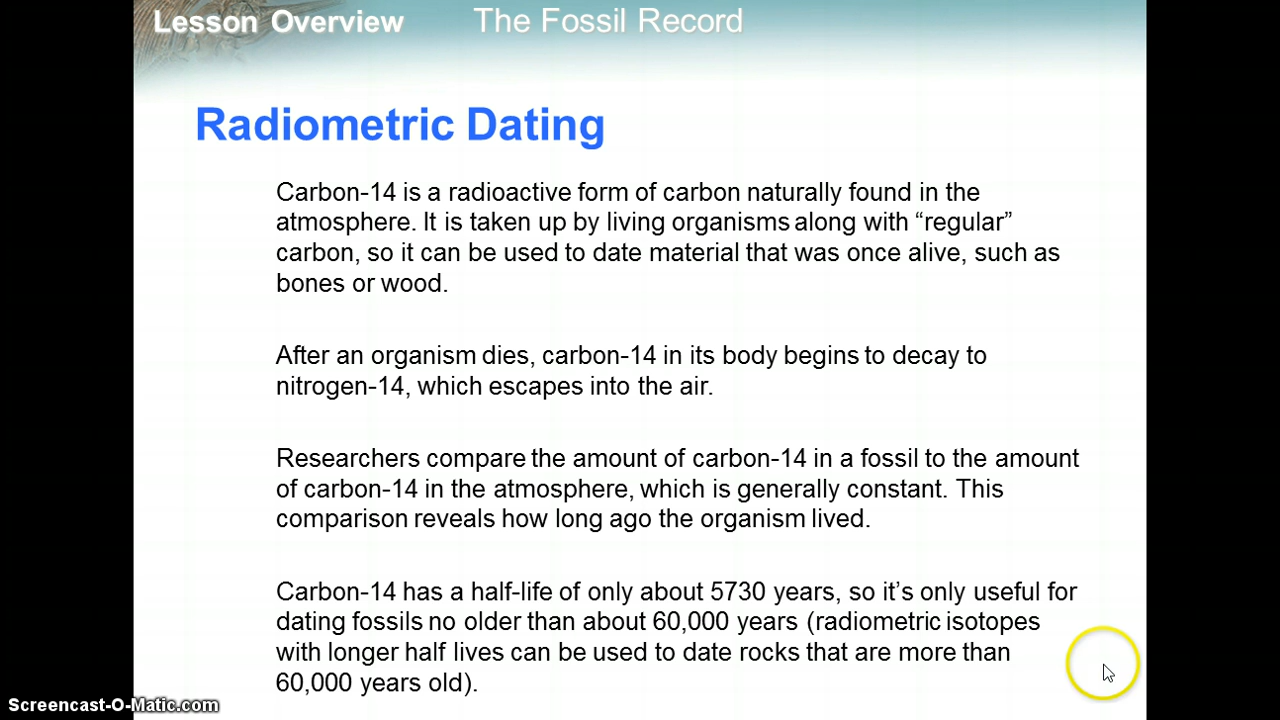 Lesson Overview The Fossil Record
Radiometric Dating
Carbon-14 is a radioactive form of carbon naturally found in the
atmosphere. It is taken up by living organisms along with “regular”
carbon, so it can be used to date material that was once alive, such as
bones or wood.
After an organism dies, carbon-14 in its body begins to decay to
nitrogen-14, which escapes into the air.
Researchers compare the amount of carbon-14 in a fossil to the amount
of carbon-14 in the atmosphere, which is generally constant. This
comparison reveals how long ago the organism lived.
Carbon-14 has a half-life of only about 5730 years, so it’s only useful for
dating fossils no older than about 60,000 years (radiometric isotopes
with longer half lives can be used to date rocks that are more than
60,000 years old).
Screencast-O-Matic.com